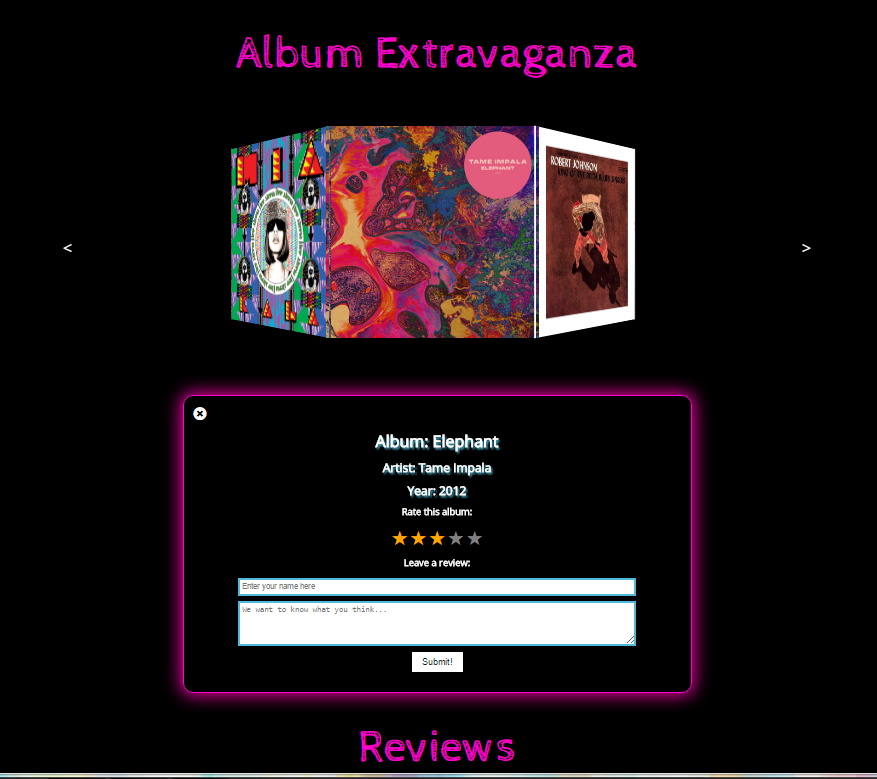 Album Extravaganza
MIA
TAME IMPALA
ELEPHANT
ROBERT JOHNSON
KING OF THE DELTA BLUES SINGERS
KALA
<
>
Album: Elephant
Artist: Tame Impala
Year: 2012
Rate this album:
★★★★★
Leave a review:
Enter your name here
We want to know what you think...
Submit!
Reviews